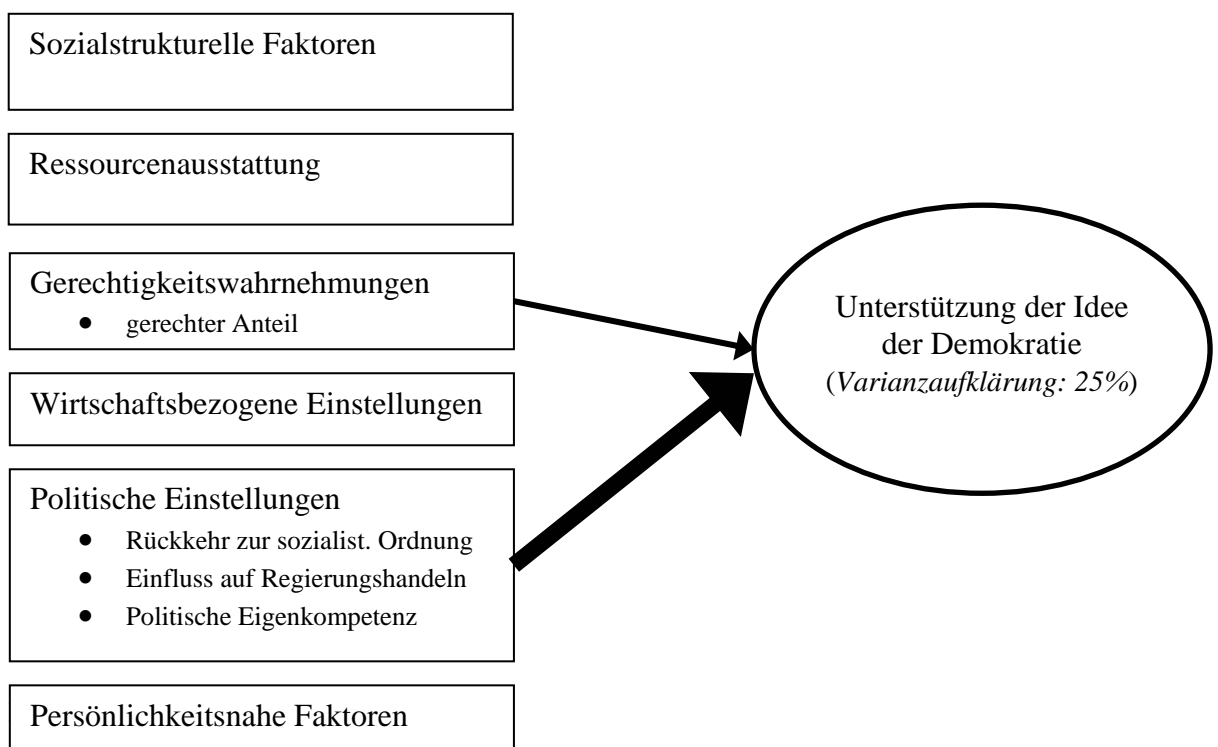 Sozialstrukturelle Faktoren
Ressourcenausstattung
Gerechtigkeitswahrnehmungen
• gerechter Anteil
Wirtschaftsbezogene Einstellungen
Politische Einstellungen
• Rückkehr zur sozialist. Ordnung
• Einfluss auf Regierungshandeln
• Politische Eigenkompetenz
Persönlichkeitsnahe Faktoren
Unterstützung der Idee
der Demokratie
(Varianzaufklärung: 25%)